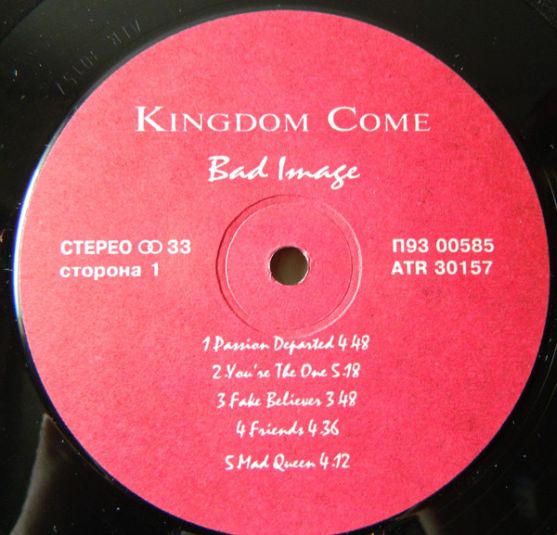 KINGDOM COME
Bad Image
СТЕРЕО 33
сторона 1
П93 00585
ATR 30157
1.Passion Departed 4.48
2.You're The One 5.18
3.Fake Believer 3.48
4.Friends 4.36
5.Mad Queen 4.12